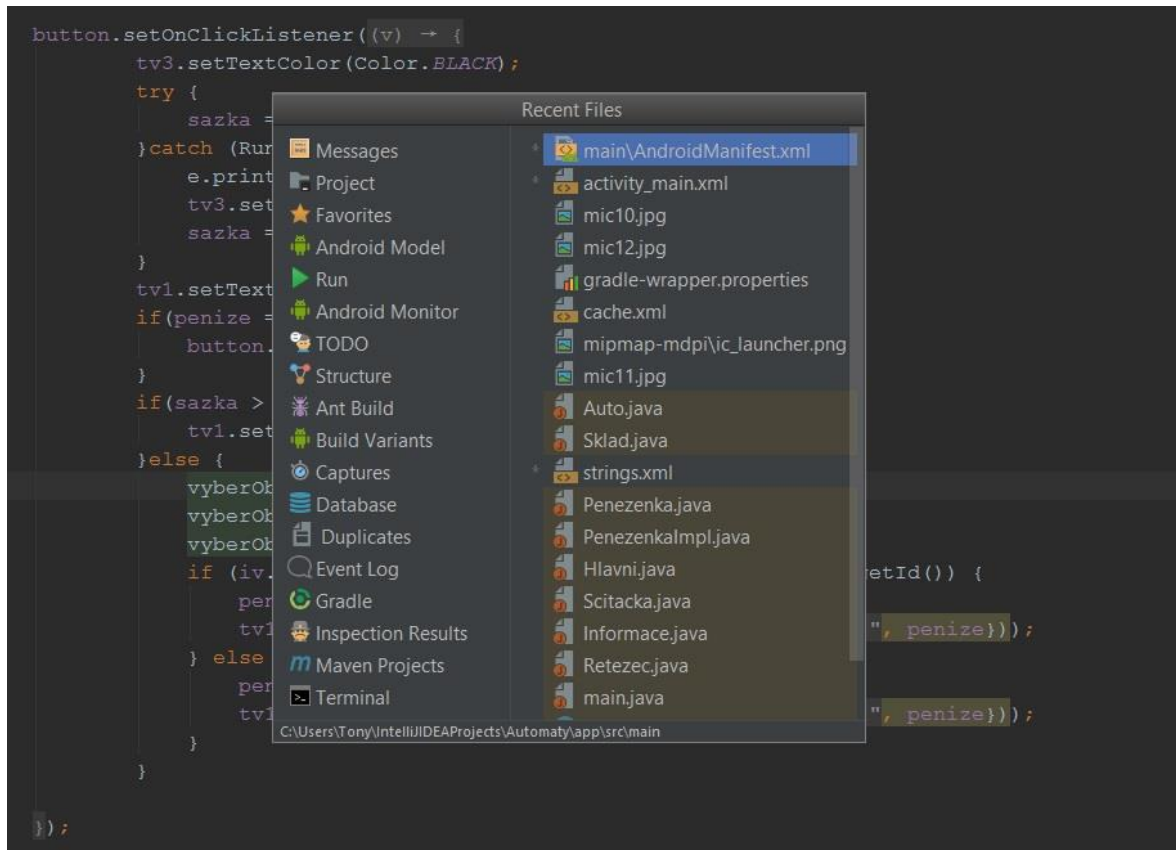 button.setOnClickListener((v) → {
tv3.setTextColor(Color.BLACK);
try {
sazka =
}catch (Run
e.print
tv3.set
sazka =
}
tv1.setText
if(penize =
button.
}
if(sazka >
tv1.set
}else {
vyberOb
vyberOb
vyberOb
if (iv. etId()) {
pen
tv1 ", penize}));
} else
pen
tv1 ", penize}));
}
}
});
Recent Files
Messages
Project
Favorites
Android Model
Run
Android Monitor
TODO
Structure
Ant Build
Build Variants
Captures
Database
Duplicates
Event Log
Gradle
Inspection Results
Maven Projects
Terminal
main\AndroidManifest.xml
activity_main.xml
mic10.jpg
mic12.jpg
gradle-wrapper.properties
cache.xml
mipmap-mdpi\ic_launcher.png
mic11.jpg
Auto.java
Sklad.java
strings.xml
Penezenka.java
PenezenkaImpl.java
Hlavni.java
Scitacka.java
Informace.java
Retezec.java
main.java
C:\Users\Tony\IntelliJIDEAProjects\Automaty\app\src\main